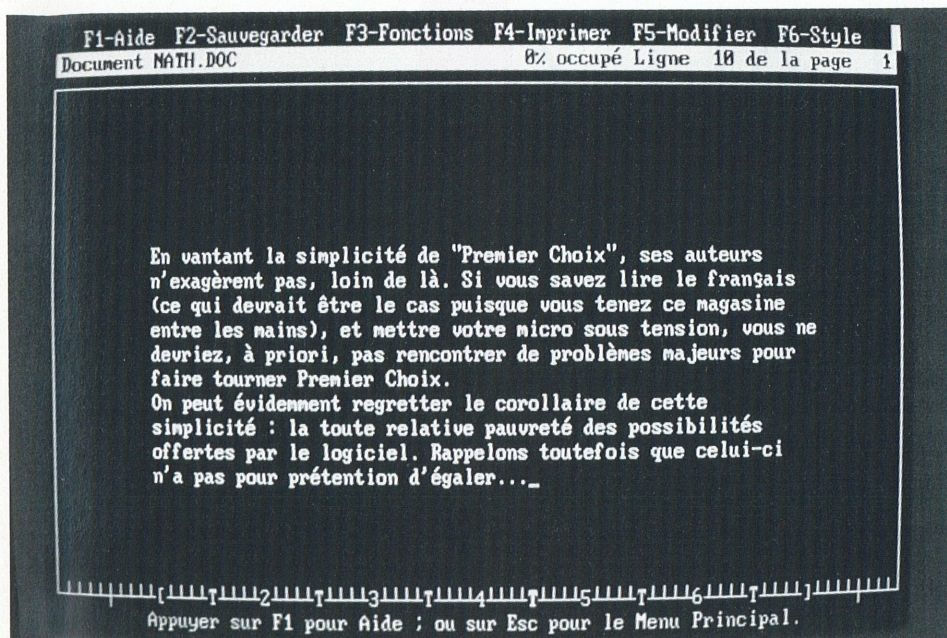 F1-Aide F2-Sauvegarder F3-Fonctions F4-Imprimer F5-Modifier F6-Style
Document MATH.DOC 0% occupé Ligne 10 de la page 1
En vantant la simplicité de "Premier Choix", ses auteurs
n'exagèrent pas, loin de là. Si vous savez lire le français
(ce qui devrait être le cas puisque vous tenez ce magasine
entre les mains), et mettre votre micro sous tension, vous ne
devriez, à priori, pas rencontrer de problèmes majeurs pour
faire tourner Premier Choix.
On peut évidemment regretter le corollaire de cette
simplicité : la toute relative pauvreté des possibilités
offertes par le logiciel. Rappelons toutefois que celui-ci
n'a pas pour prétention d'égaler..._
[ T 2 T 3 T 4 T 5 T 6 T ]
Appuyer sur F1 pour Aide ; ou sur Esc pour le Menu Principal.